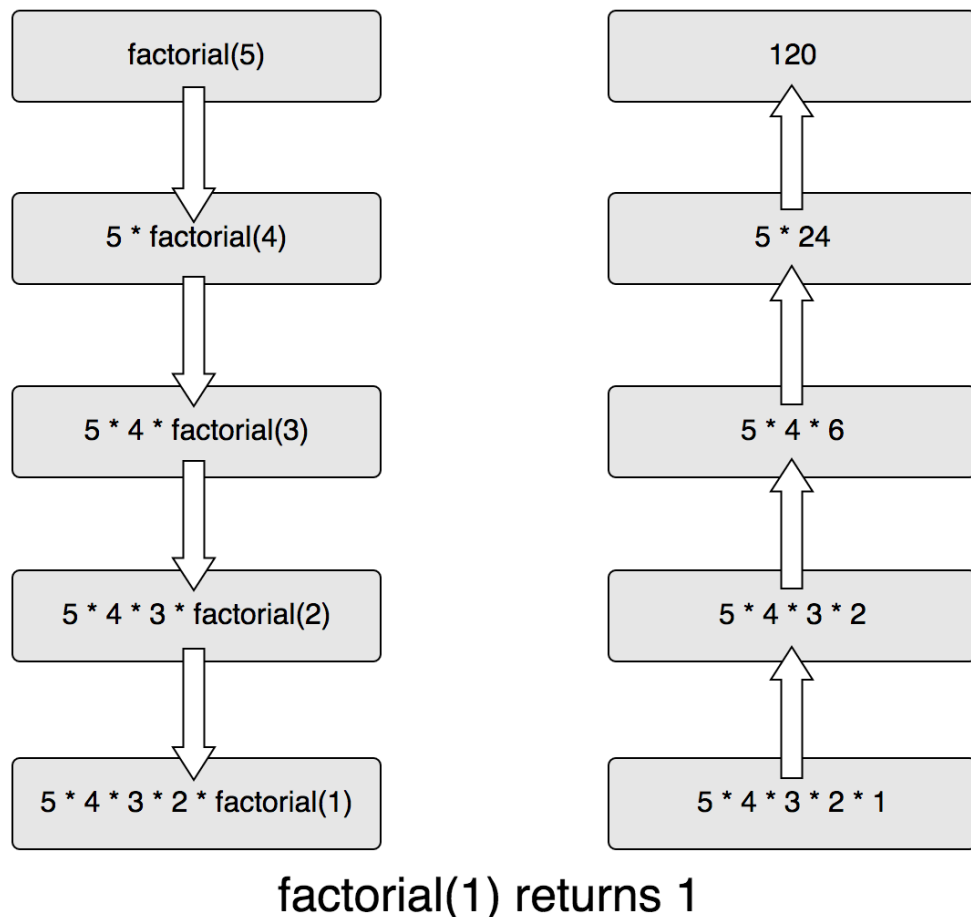 factorial(5)
5 * factorial(4)
5 * 4 * factorial(3)
5 * 4 * 3 * factorial(2)
5 * 4 * 3 * 2 * factorial(1)
120
5 * 24
5 * 4 * 6
5 * 4 * 3 * 2
5 * 4 * 3 * 2 * 1
factorial(1) returns 1